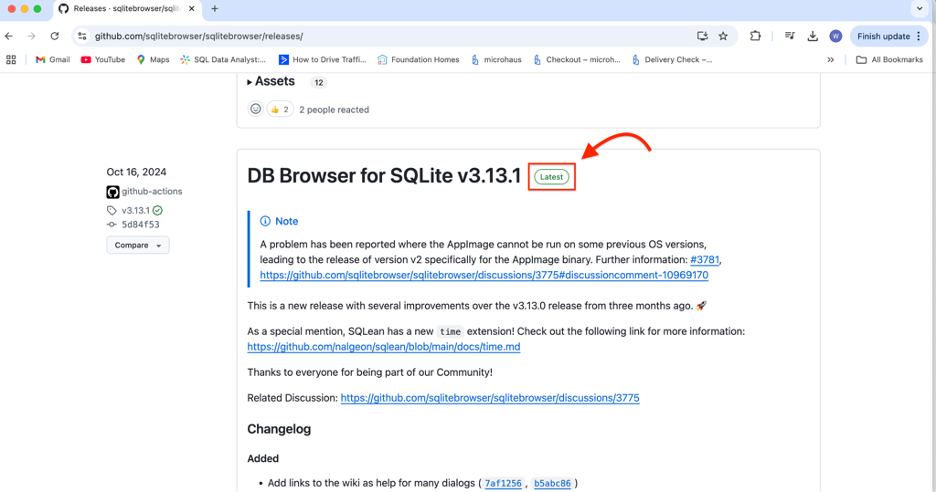 Releases · sqlitebrowser/sqli
github.com/sqlitebrowser/sqlitebrowser/releases/
W
Finish update
Gmail
YouTube
Maps
SQL Data Analyst:...
How to Drive Traffi...
Foundation Homes
microhaus
Checkout – microh...
Delivery Check –...
All Bookmarks
Assets 12
👍 2
2 people reacted
Oct 16, 2024
github-actions
v3.13.1
5d84f53
Compare
DB Browser for SQLite v3.13.1 Latest
Note
A problem has been reported where the AppImage cannot be run on some previous OS versions,
leading to the release of version v2 specifically for the AppImage binary. Further information: #3781,
https://github.com/sqlitebrowser/sqlitebrowser/discussions/3775#discussioncomment-10969170
This is a new release with several improvements over the v3.13.0 release from three months ago. 🚀
As a special mention, SQLean has a new time extension! Check out the following link for more information:
https://github.com/nalgeon/sqlean/blob/main/docs/time.md
Thanks to everyone for being part of our Community!
Related Discussion: https://github.com/sqlitebrowser/sqlitebrowser/discussions/3775
Changelog
Added
• Add links to the wiki as help for many dialogs ( 7af1256 , b5abc86 )